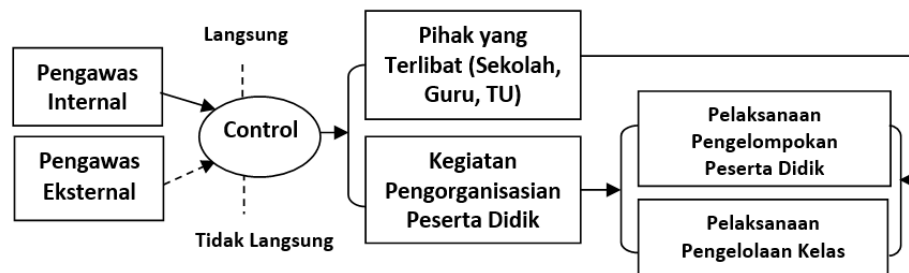 Pengawas
Internal
Pengawas
Eksternal
Langsung
Control
Tidak Langsung
Pihak yang
Terlibat (Sekolah,
Guru, TU)
Kegiatan
Pengorganisasian
Peserta Didik
Pelaksanaan
Pengelompokan
Peserta Didik
Pelaksanaan
Pengelolaan Kelas